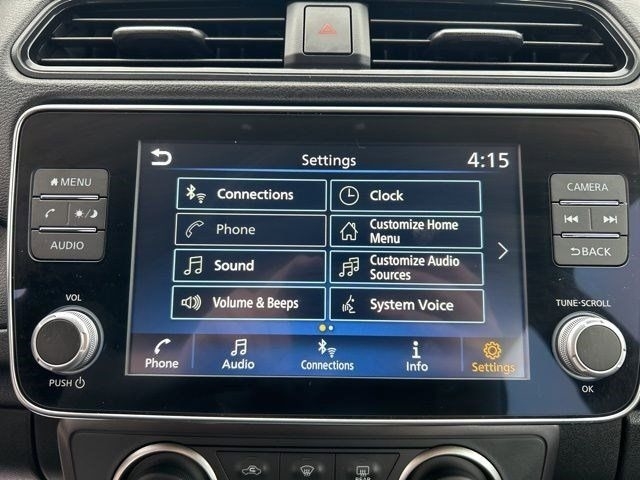 Settings
4:15
MENU
AUDIO
VOL
PUSH
Connections
Clock
Phone
Customize Home
Menu
Sound
Customize Audio
Sources
Volume & Beeps
System Voice
Phone
Audio
Connections
Info
Settings
CAMERA
BACK
TUNE·SCROLL
OK
REAR